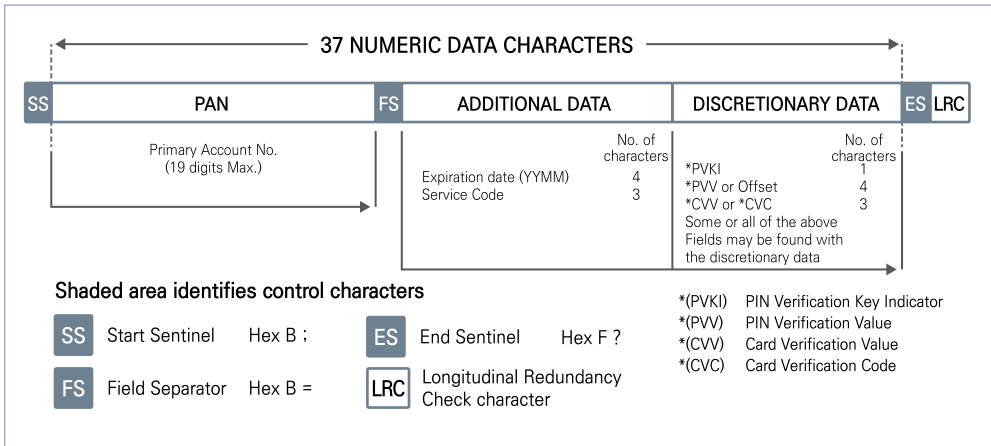 37 NUMERIC DATA CHARACTERS
SS PAN FS ADDITIONAL DATA DISCRETIONARY DATA ES LRC
Primary Account No.
(19 digits Max.)
No. of
characters
Expiration date (YYMM) 4
Service Code 3
No. of
characters
*PVKI 1
*PVV or Offset 4
*CVV or *CVC 3
Some or all of the above
Fields may be found with
the discretionary data
Shaded area identifies control characters
SS Start Sentinel Hex B ;
ES End Sentinel Hex F ?
FS Field Separator Hex B =
LRC Longitudinal Redundancy
Check character
*(PVKI) PIN Verification Key Indicator
*(PVV) PIN Verification Value
*(CVV) Card Verification Value
*(CVC) Card Verification Code